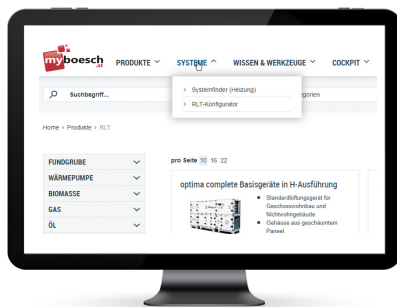 myboesch
.at
PRODUKTE
SYSTEME
WISSEN & WERKZEUGE
COCKPIT
Suchbegriff...
Systemfinder (Heizung)
RLT-Konfigurator
egorien
Home > Produkte > RLT
FUNDGRUBE
WÄRMEPUMPE
BIOMASSE
GAS
ÖL
pro Seite 10 16 22
optima complete Basisgeräte in H-Ausführung
Standardlüftungsgerät für
Geschosswohnbau und
Nichtwohngebäude
Gehäuse aus geschäumtem
Paneel